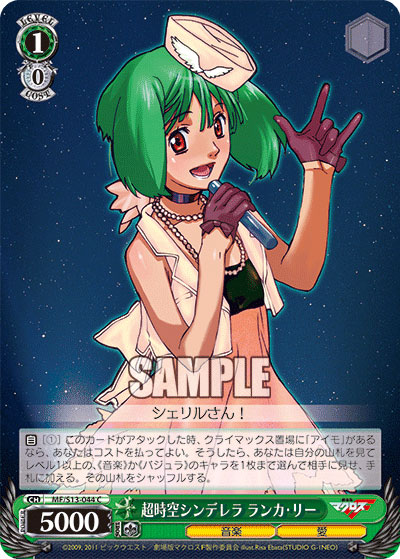 LEVEL
1
0
COST
SAMPLE
シェリルさん!
【自】 [①] このカードがアタックした時、クライマックス置場に「アイモ」があるなら、あなたはコストを払ってよい。そうしたら、あなたは自分の山札を見て
レベル1以上の、《音楽》か《バジュラ》のキャラを1枚まで選んで相手に見せ、手札に加える。その山札をシャッフルする。
CH MF/S13-044 C
超時空シンデレラ ランカ・リー
マクロス
5000
音楽
愛
©2009, 2011 ビックウエスト/劇場版マクロスF製作委員会 Illust.Risa Ebata(STUDIO G-1NEO)